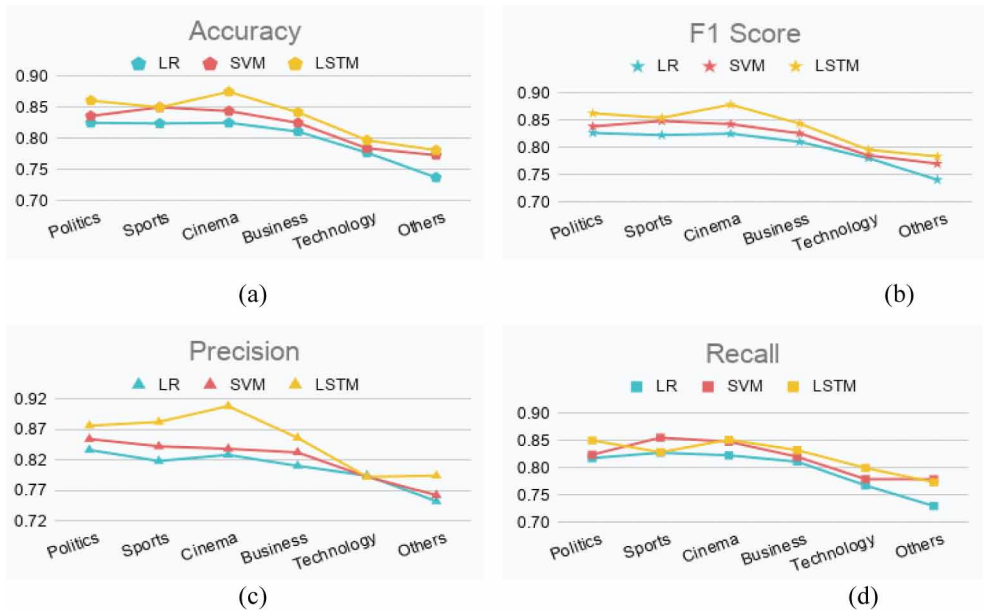 Accuracy
LR SVM LSTM
0.90
0.85
0.80
0.75
0.70
Politics Sports Cinema Business Technology Others
(a)
F1 Score
LR SVM LSTM
0.90
0.85
0.80
0.75
0.70
Politics Sports Cinema Business Technology Others
(b)
Precision
LR SVM LSTM
0.92
0.87
0.82
0.77
0.72
Politics Sports Cinema Business Technology Others
(c)
Recall
LR SVM LSTM
0.90
0.85
0.80
0.75
0.70
Politics Sports Cinema Business Technology Others
(d)